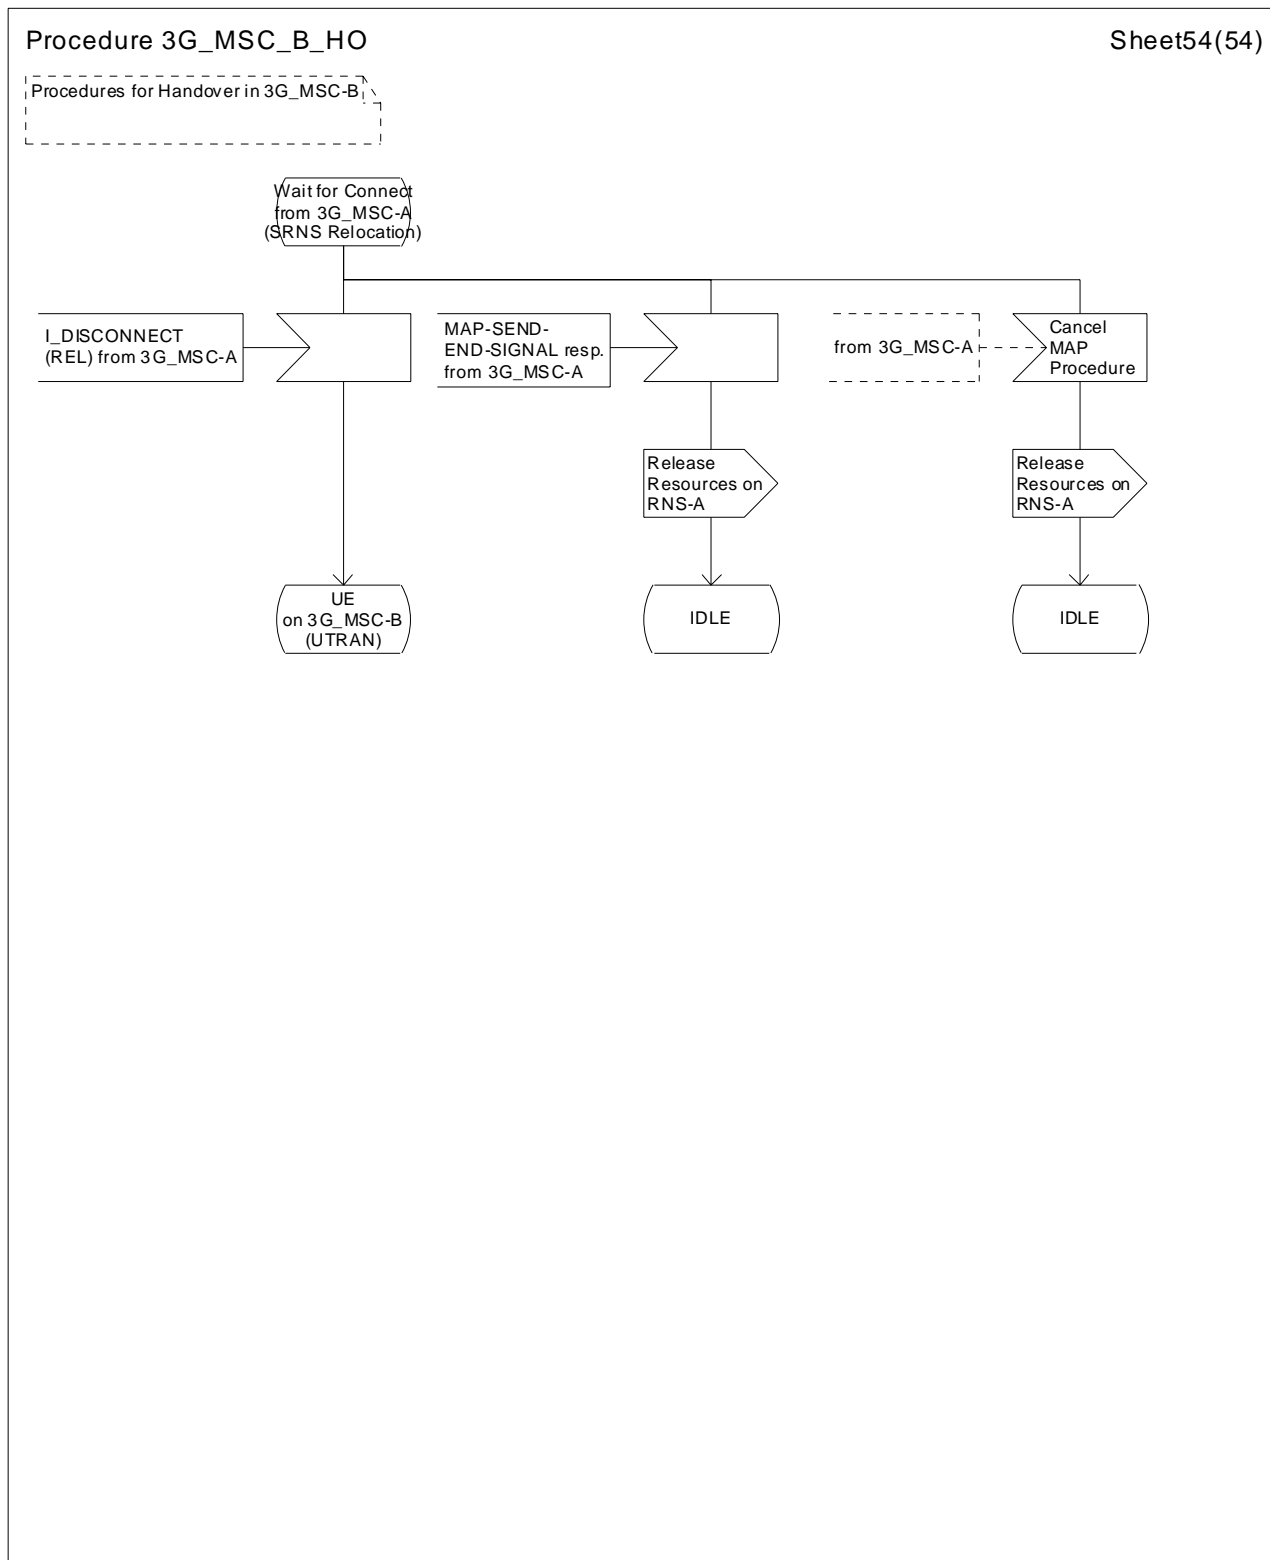 Procedure 3G_MSC_B_HO
Sheet54(54)
Procedures for Handover in 3G_MSC-B
Wait for Connect
from 3G_MSC-A
(SRNS Relocation)
I_DISCONNECT
(REL) from 3G_MSC-A
MAP-SEND-
END-SIGNAL resp.
from 3G_MSC-A
from 3G_MSC-A
Cancel
MAP
Procedure
Release
Resources on
RNS-A
Release
Resources on
RNS-A
UE
on 3G_MSC-B
(UTRAN)
IDLE
IDLE